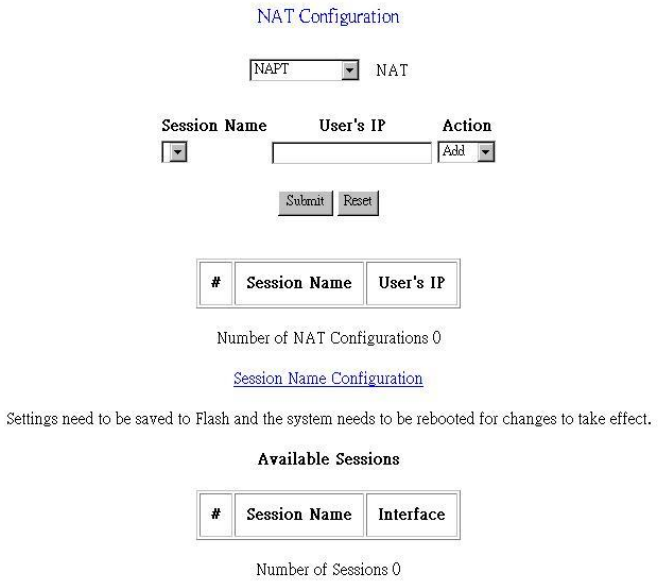 NAT Configuration
NAPT NAT
Session Name User's IP Action
Add
Submit Reset
# Session Name User's IP
Number of NAT Configurations 0
Session Name Configuration
Settings need to be saved to Flash and the system needs to be rebooted for changes to take effect.
Available Sessions
# Session Name Interface
Number of Sessions 0